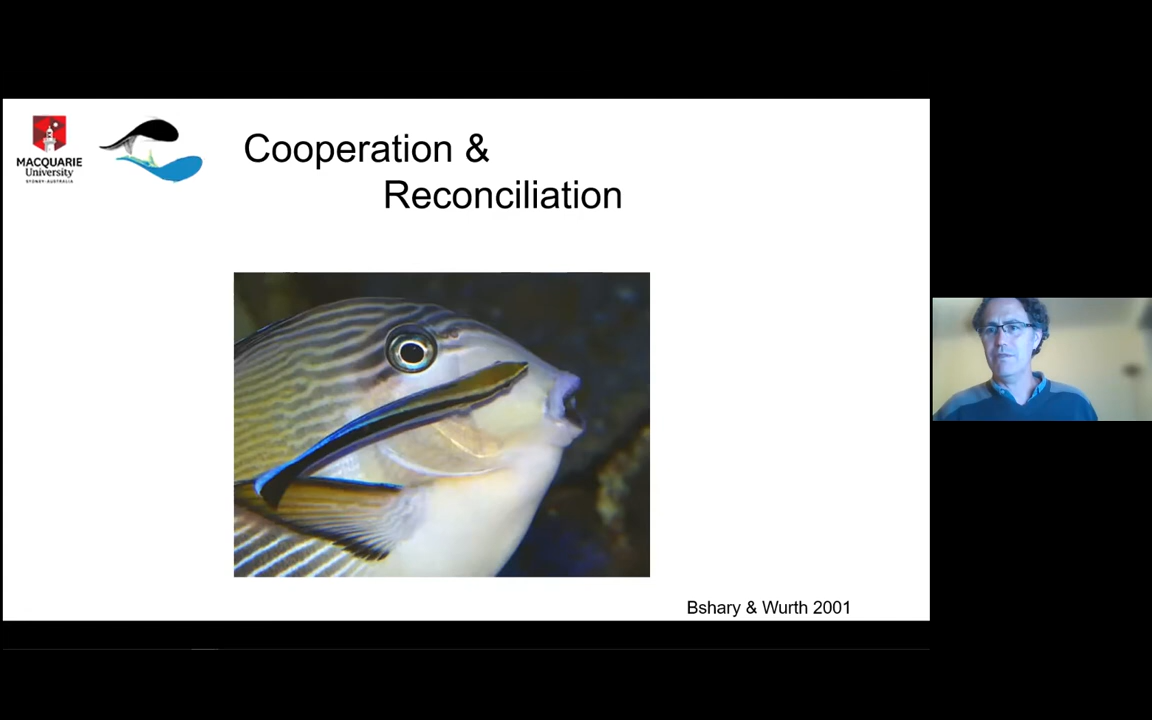 MACQUARIE
University
SYDNEY·AUSTRALIA
Cooperation &
Reconciliation
Bshary & Wurth 2001